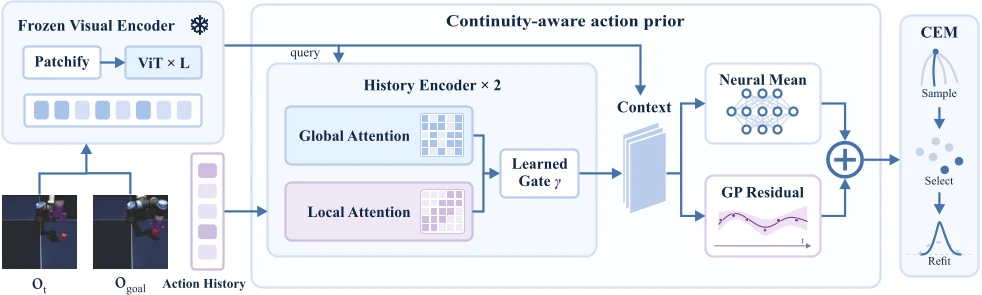 Frozen Visual Encoder
Patchify
ViT × L
O_t
O_goal
Action History
Continuity-aware action prior
query
History Encoder × 2
Global Attention
Local Attention
Learned
Gate γ
Context
Neural Mean
GP Residual
t
CEM
Sample
Select
Refit